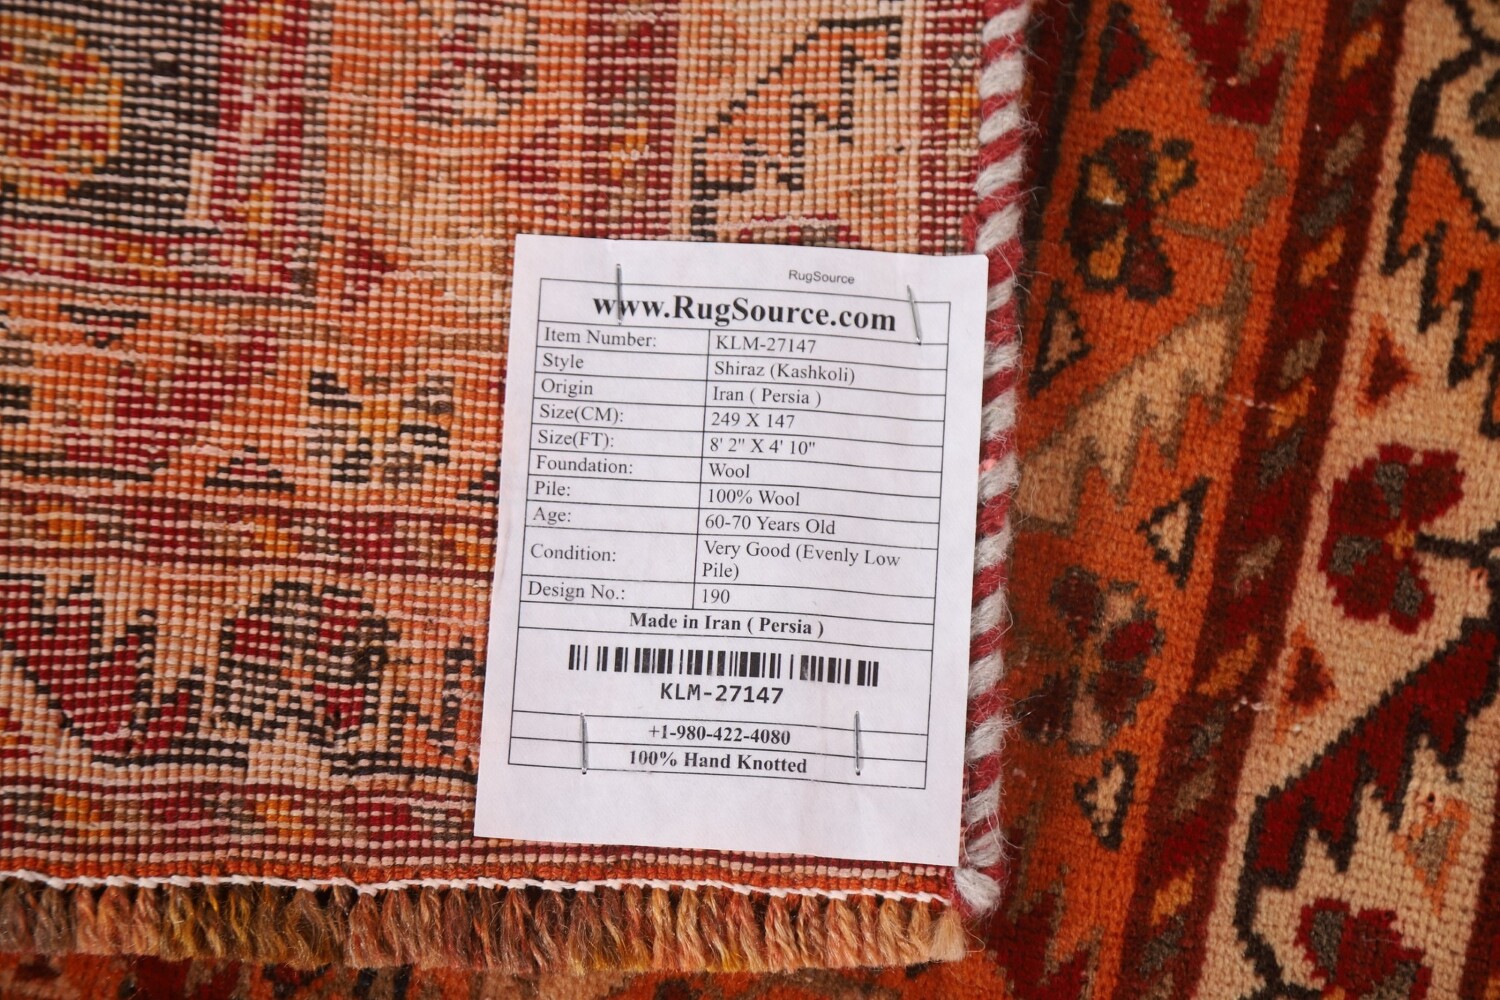 RugSource
www.RugSource.com
Item Number: KLM-27147
Style Shiraz (Kashkoli)
Origin Iran ( Persia )
Size(CM): 249 X 147
Size(FT): 8' 2" X 4' 10"
Foundation: Wool
Pile: 100% Wool
Age: 60-70 Years Old
Condition: Very Good (Evenly Low
Pile)
Design No.: 190
Made in Iran ( Persia )
KLM-27147
+1-980-422-4080
100% Hand Knotted